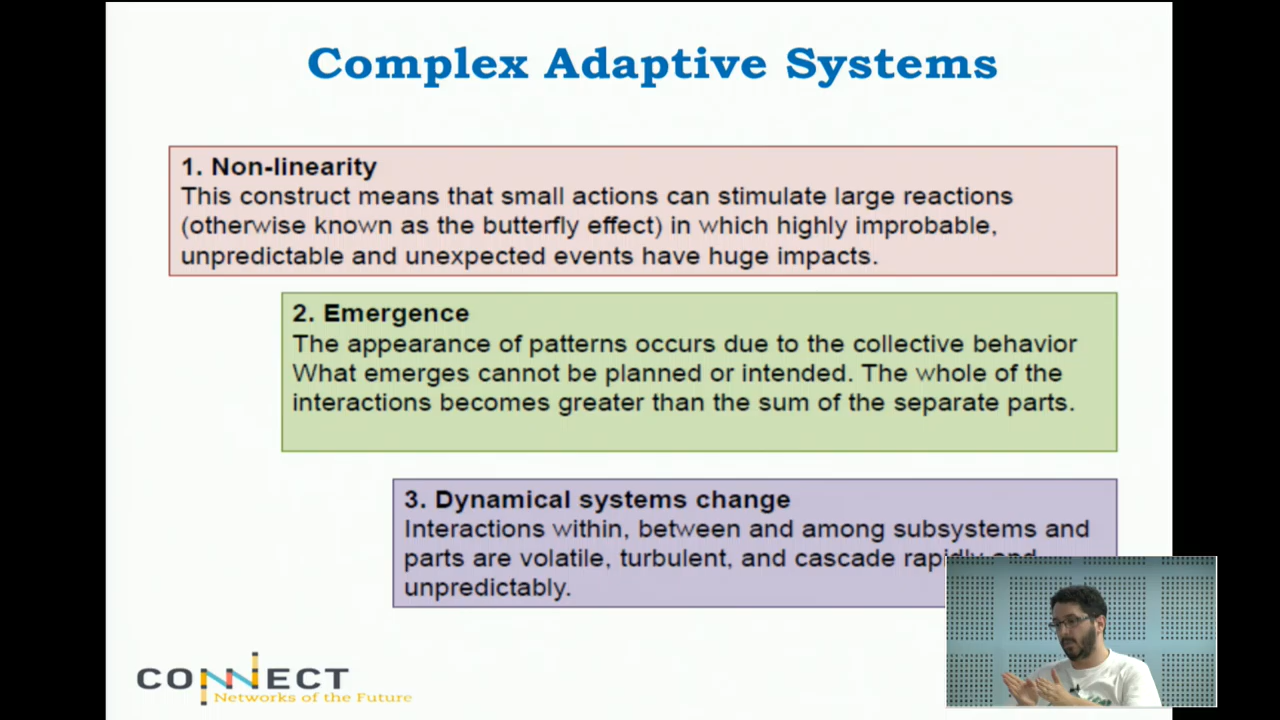 Complex Adaptive Systems
1. Non-linearity
This construct means that small actions can stimulate large reactions
(otherwise known as the butterfly effect) in which highly improbable,
unpredictable and unexpected events have huge impacts.
2. Emergence
The appearance of patterns occurs due to the collective behavior
What emerges cannot be planned or intended. The whole of the
interactions becomes greater than the sum of the separate parts.
3. Dynamical systems change
Interactions within, between and among subsystems and
parts are volatile, turbulent, and cascade rapidly and
unpredictably.
CONNECT
Networks of the Future